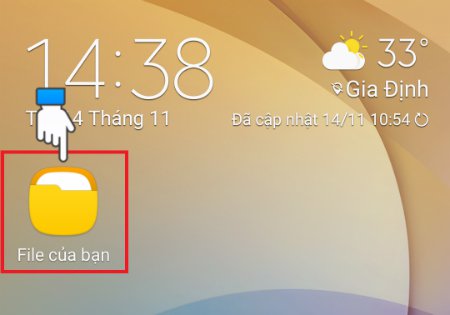 14:38
33°
Gia Định
4 Tháng 11
Đã cập nhật 14/11 10:54
File của bạn